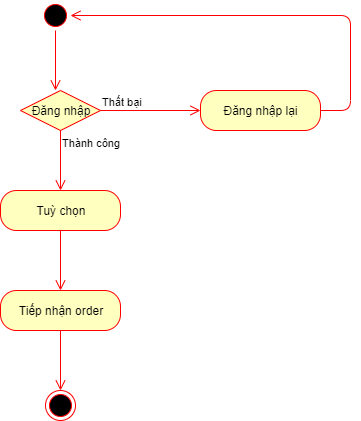 Đăng nhập
Thất bại
Đăng nhập lại
Thành công
Tuỳ chọn
Tiếp nhận order